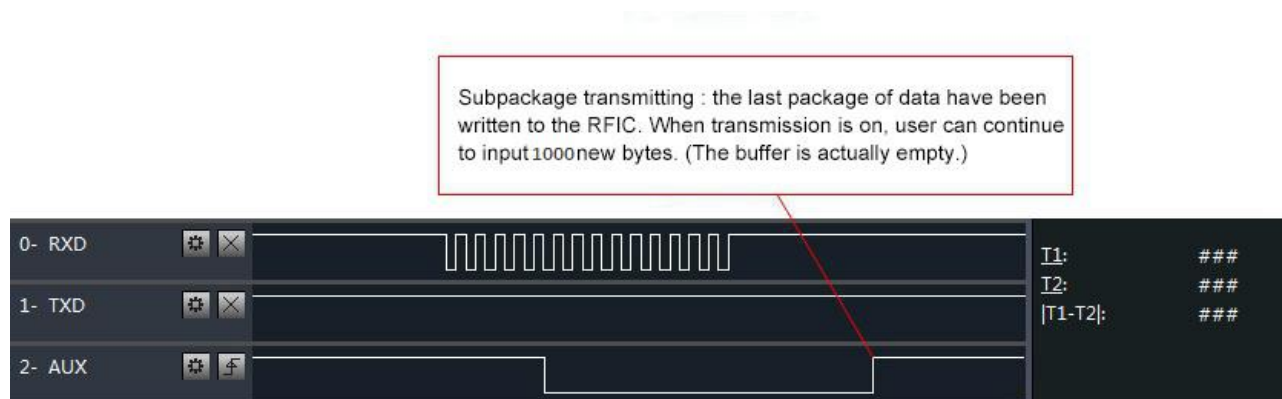 Subpackage transmitting : the last package of data have been
written to the RFIC. When transmission is on, user can continue
to input 1000 new bytes. (The buffer is actually empty.)
0- RXD
T1: ###
T2: ###
1- TXD
|T1-T2|: ###
2- AUX